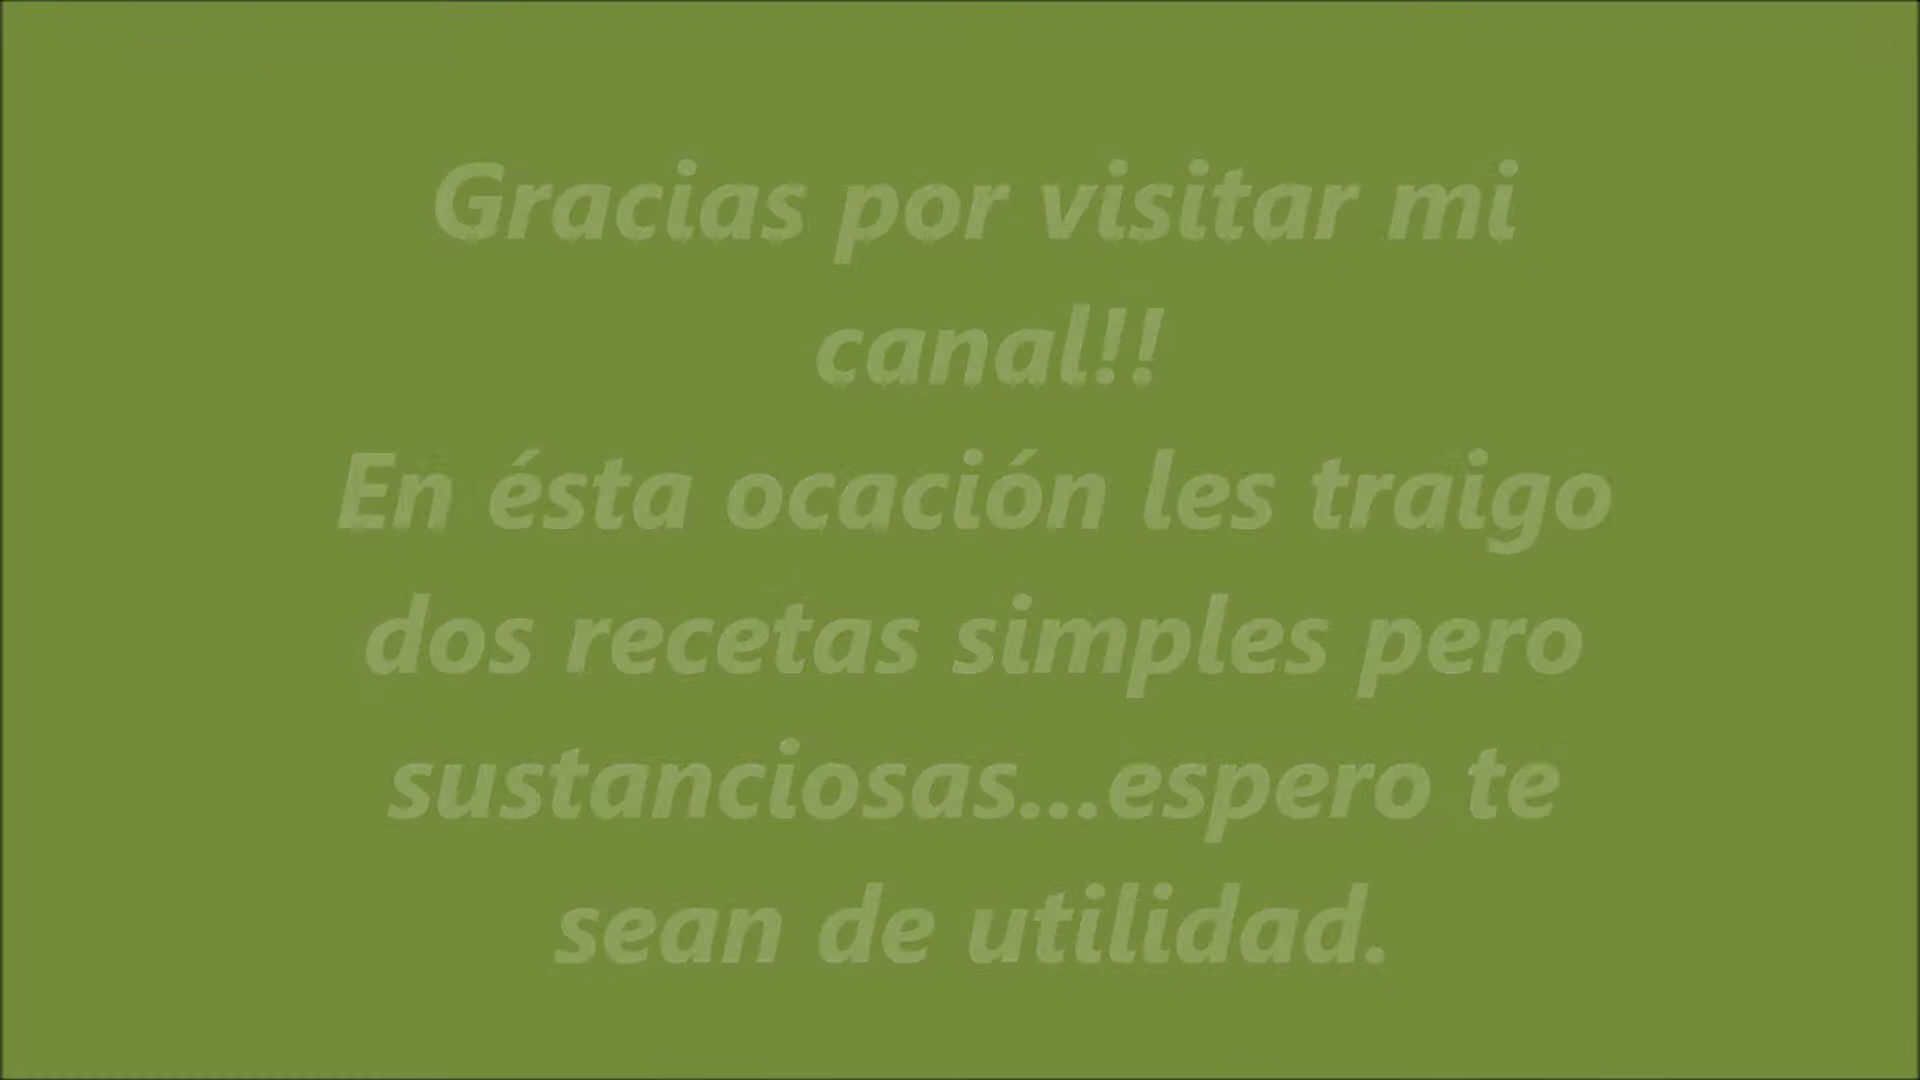 Gracias por visitar mi
canal!!
En ésta ocación les traigo
dos recetas simples pero
sustanciosas...espero te
sean de utilidad.